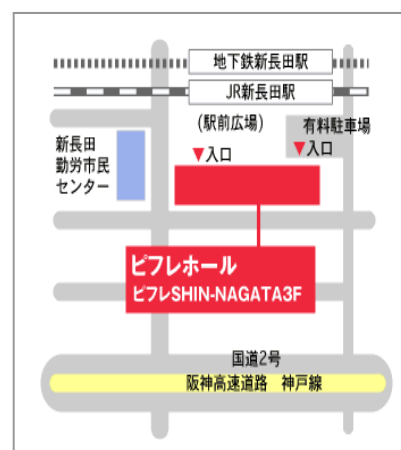 地下鉄新長田駅
JR新長田駅
(駅前広場)
有料駐車場
▼入口
▼入口
新長田
勤労市民
センター
ピフレホール
ピフレSHIN-NAGATA3F
国道2号
阪神高速道路 神戸線